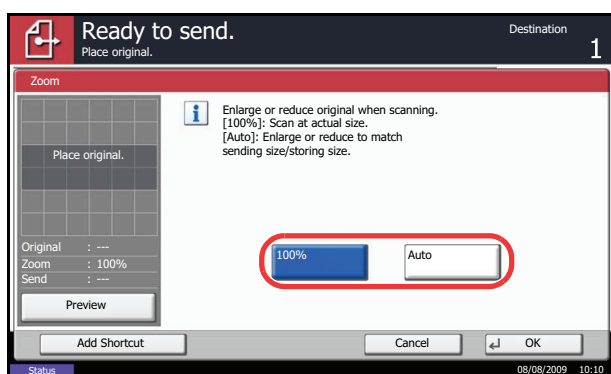 Ready to send.
Destination
Place original.
1
Zoom
Enlarge or reduce original when scanning.
[100%]: Scan at actual size.
[Auto]: Enlarge or reduce to match
sending size/storing size.
Place original.
Original : ---
Zoom : 100%
Send : ---
100%
Auto
Preview
Add Shortcut
Cancel
OK
Status
08/08/2009 10:10